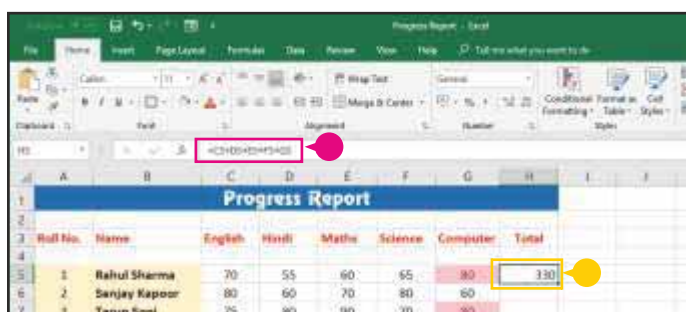 Progress Report - Excel
File Home Insert Page Layout Formulas Data Review View Help Tell me what you want to do
Calibri 11 Wrap Text General
Paste Merge & Center Conditional Formatting Format as Table Cell Styles
Clipboard Font Alignment Number Styles
H5 =C5+D5+E5+F5+G5
A B C D E F G H I J
1 Progress Report
2
3 Roll No. Name English Hindi Maths Science Computer Total
4
5 1 Rahul Sharma 70 55 60 65 80 330
6 2 Sanjay Kapoor 80 60 70 80 60